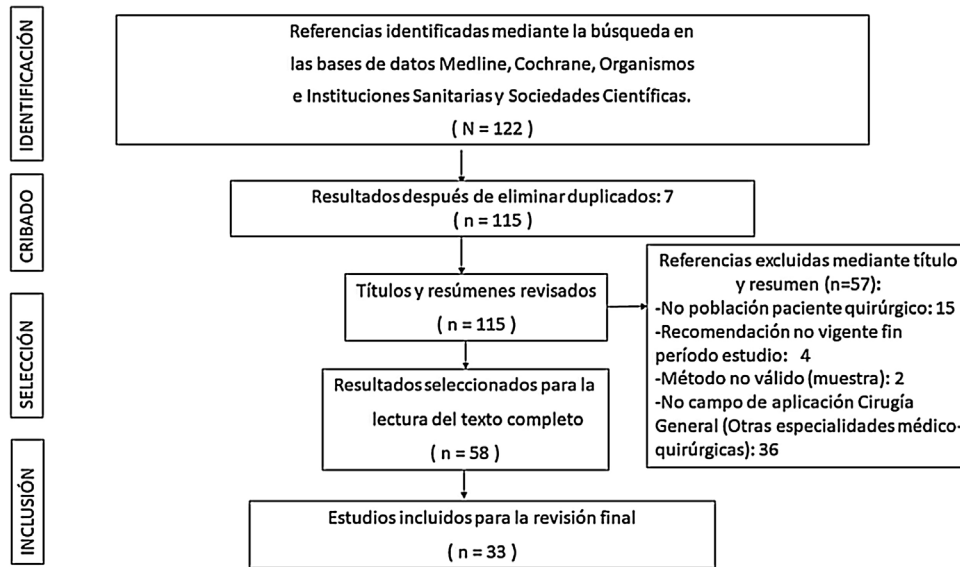 IDENTIFICACIÓN
Referencias identificadas mediante la búsqueda en
las bases de datos Medline, Cochrane, Organismos
e Instituciones Sanitarias y Sociedades Científicas.
( N = 122 )
CRIBADO
Resultados después de eliminar duplicados: 7
( n = 115 )
SELECCIÓN
Títulos y resúmenes revisados
( n = 115 )
Referencias excluidas mediante título
y resumen (n=57):
-No población paciente quirúrgico: 15
-Recomendación no vigente fin
período estudio: 4
-Método no válido (muestra): 2
-No campo de aplicación Cirugía
General (Otras especialidades médico-
quirúrgicas): 36
Resultados seleccionados para la
lectura del texto completo
( n = 58 )
INCLUSIÓN
Estudios incluidos para la revisión final
( n = 33 )